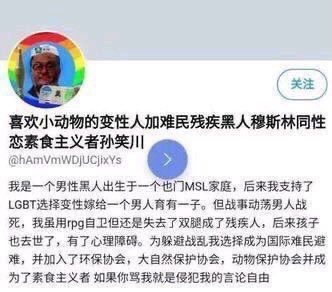 关注
喜欢小动物的变性人加难民残疾黑人穆斯林同性
恋素食主义者孙笑川
@hAmVmWDjUCjixYs
我是一个男性黑人出生于一个也门MSL家庭，后来我支持了
LGBT选择变性嫁给一个男人育有一子。但战事动荡男人战
死，我虽用rpg自卫但还是失去了双腿成了残疾人，后来孩子
也去世了，有了心理障碍。为躲避战乱我选择成为国际难民避
难，并加入了环保协会，大自然保护协会，动物保护协会并成
为了素食主义者 如果你骂我就是侵犯我的言论自由